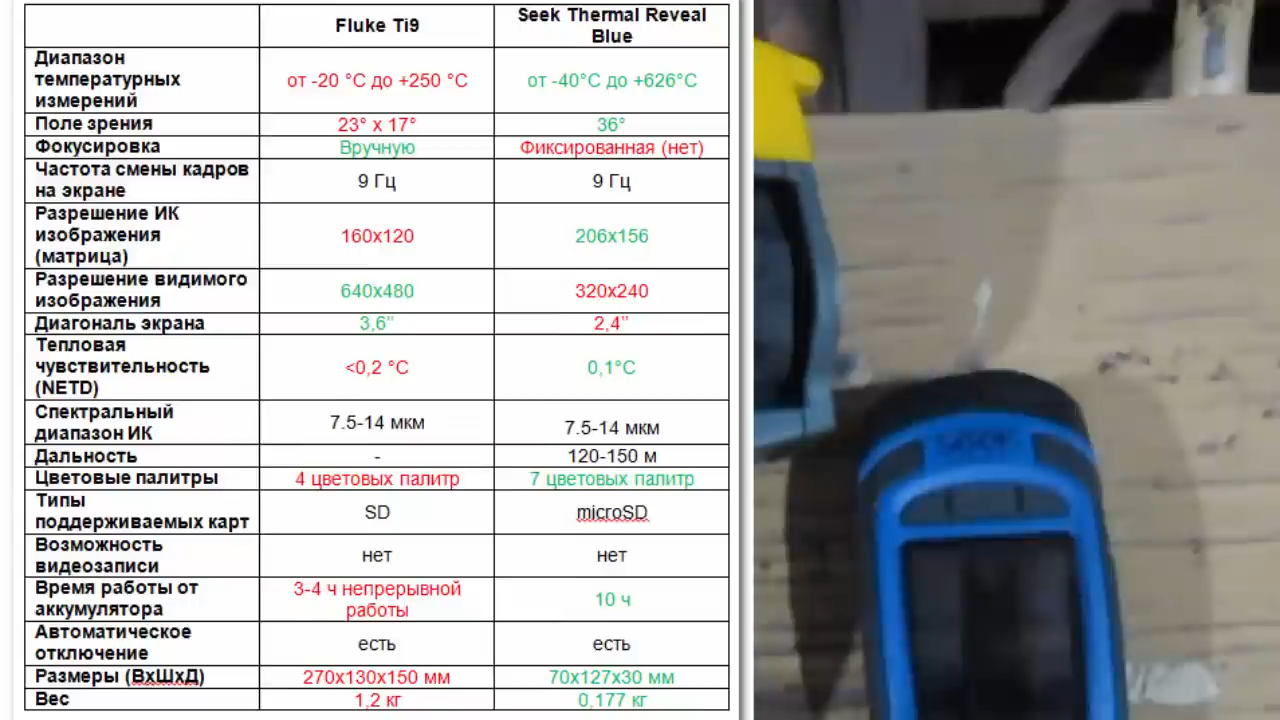 Fluke Ti9
Seek Thermal Reveal
Blue
Диапазон
температурных
измерений
от -20 °C до +250 °C
от -40°C до +626°C
Поле зрения
23° x 17°
36°
Фокусировка
Вручную
Фиксированная (нет)
Частота смены кадров
на экране
9 Гц
9 Гц
Разрешение ИК
изображения
(матрица)
160x120
206x156
Разрешение видимого
изображения
640x480
320x240
Диагональ экрана
3,6"
2,4"
Тепловая
чувствительность
(NETD)
<0,2 °C
0,1°C
Спектральный
диапазон ИК
7.5-14 мкм
7.5-14 мкм
Дальность
-
120-150 м
Цветовые палитры
4 цветовых палитр
7 цветовых палитр
Типы
поддерживаемых карт
SD
microSD
Возможность
видеозаписи
нет
нет
Время работы от
аккумулятора
3-4 ч непрерывной
работы
10 ч
Автоматическое
отключение
есть
есть
Размеры (ВхШхД)
270x130x150 мм
70x127x30 мм
Вес
1,2 кг
0,177 кг